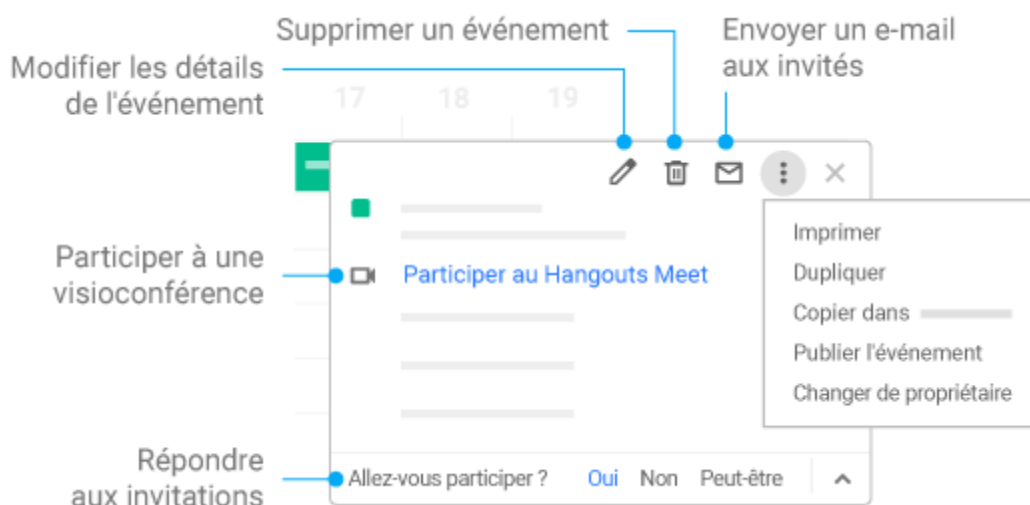 Supprimer un événement
Envoyer un e-mail
aux invités
Modifier les détails
de l'événement
17 18 19
Imprimer
Dupliquer
Copier dans
Publier l'événement
Changer de propriétaire
Participer à une
visioconférence
Participer au Hangouts Meet
Répondre
aux invitations
Allez-vous participer ? Oui Non Peut-être